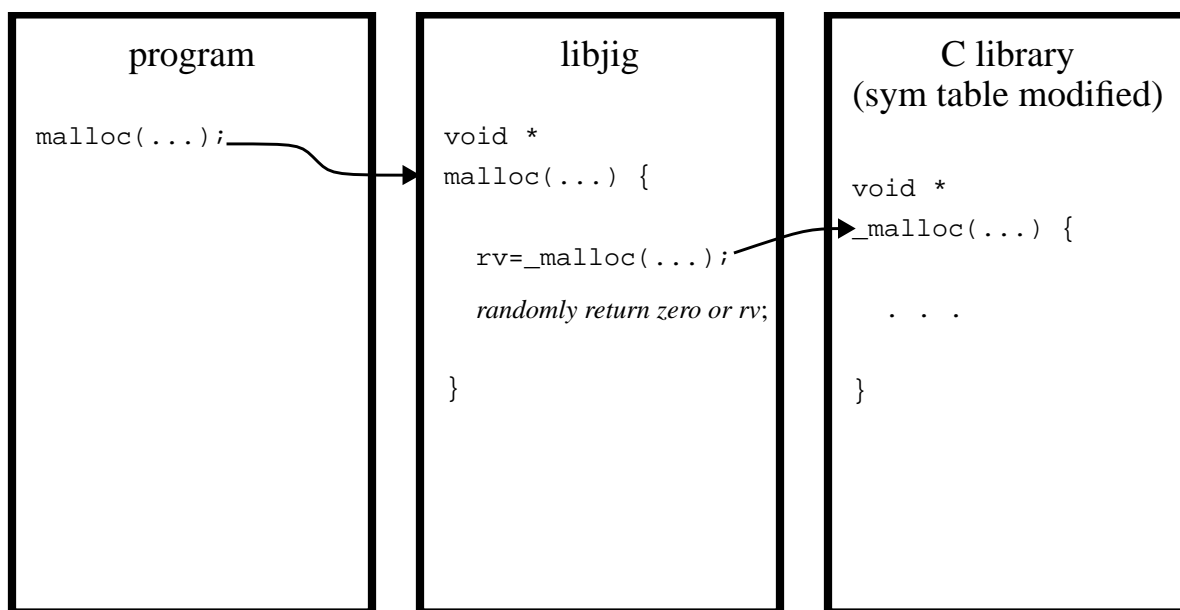 program
malloc(...);
libjig
void *
malloc(...) {
rv=_malloc(...);
randomly return zero or rv;
}
C library
(sym table modified)
void *
_malloc(...) {
. . .
}